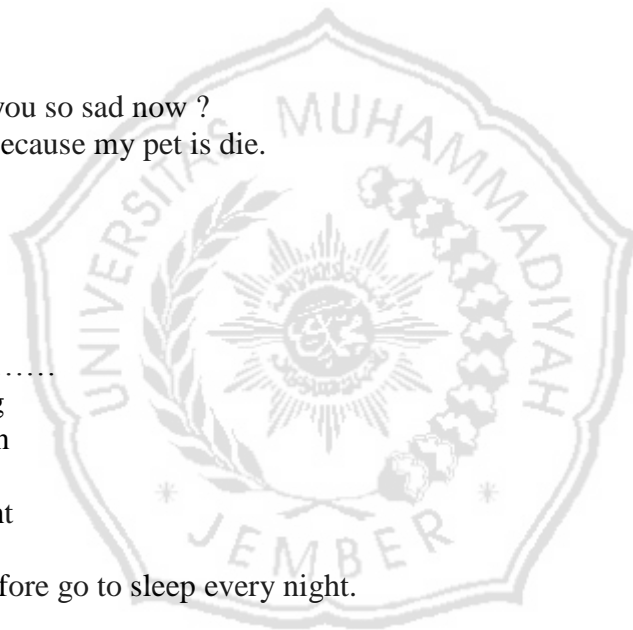 you so sad now ?
ecause my pet is die.
.....
g
n
nt
fore go to sleep every night.
UNIVERSITAS MUHAMMADIYAH
JEMBER